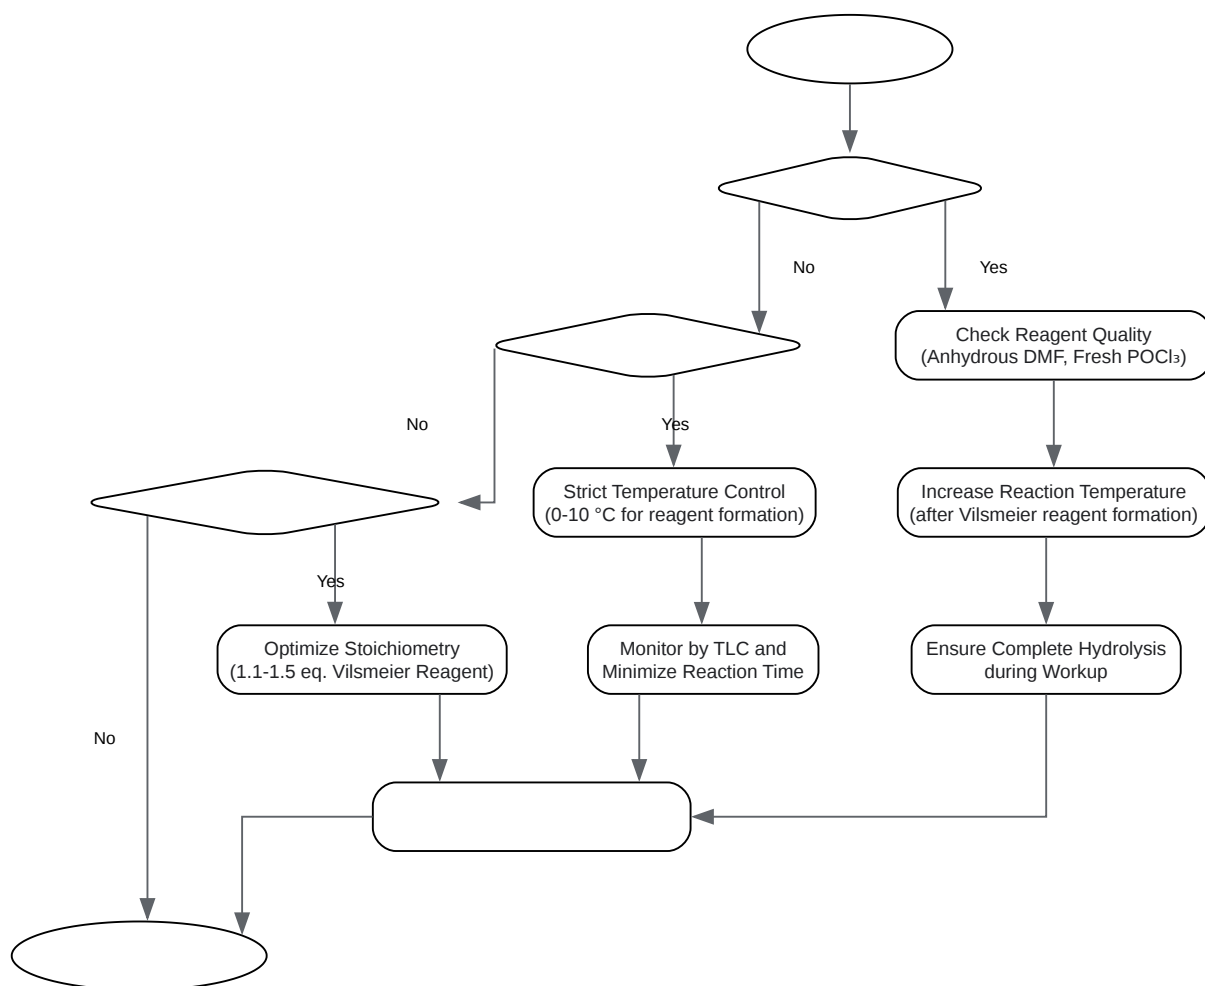 No
Yes
Check Reagent Quality
(Anhydrous DMF, Fresh POCl₃)
No
Yes
Strict Temperature Control
(0-10 °C for reagent formation)
Increase Reaction Temperature
(after Vilsmeier reagent formation)
Yes
Optimize Stoichiometry
(1.1-1.5 eq. Vilsmeier Reagent)
Monitor by TLC and
Minimize Reaction Time
Ensure Complete Hydrolysis
during Workup
No